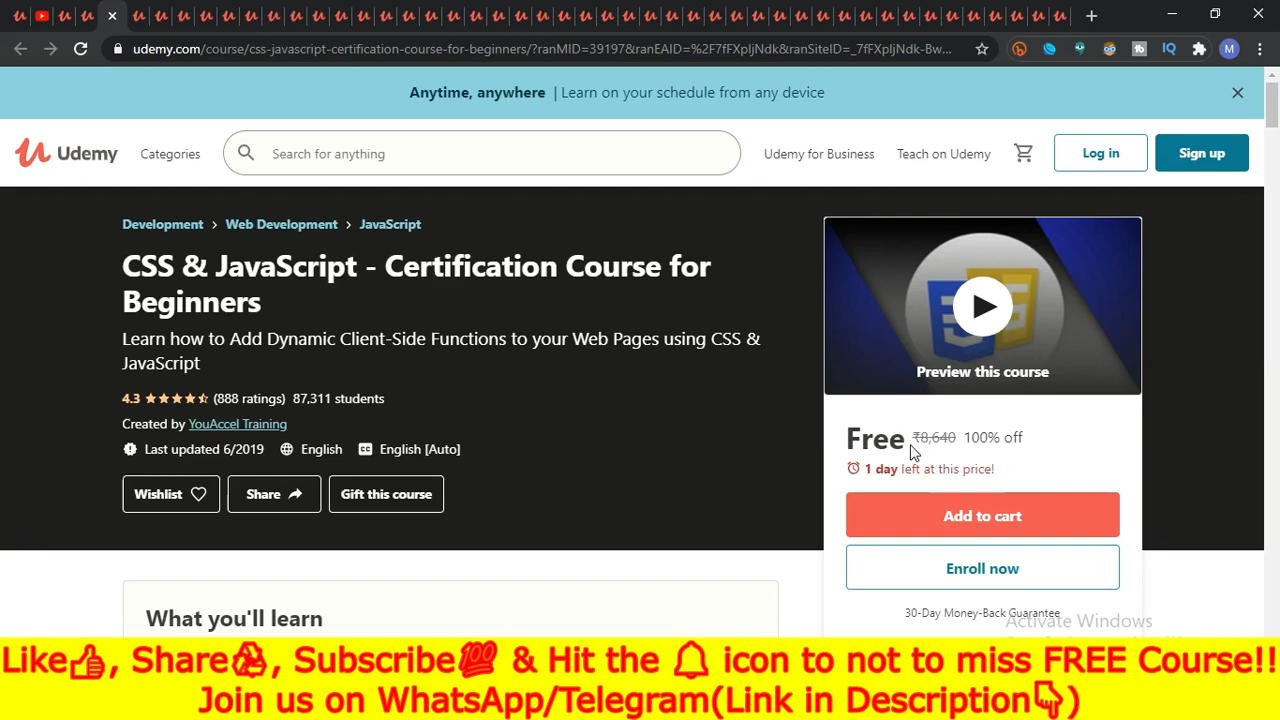 udemy.com/course/css-javascript-certification-course-for-beginners/?ranMID=39197&ranEAID=%2F7fFXpIjNdk&ranSiteID=_7fFXpIjNdk-Bw...
IQ
M
Anytime, anywhere | Learn on your schedule from any device
Udemy
Categories
Search for anything
Udemy for Business
Teach on Udemy
Log in
Sign up
Development > Web Development > JavaScript
CSS & JavaScript - Certification Course for
Beginners
Learn how to Add Dynamic Client-Side Functions to your Web Pages using CSS &
JavaScript
4.3 (888 ratings) 87,311 students
Created by YouAccel Training
Last updated 6/2019 English CC English [Auto]
Wishlist
Share
Gift this course
Preview this course
Free ₹8,640 100% off
1 day left at this price!
Add to cart
Enroll now
30-Day Money-Back Guarantee
Activate Windows
What you'll learn
Like👍, Share, Subscribe💯 & Hit the 🔔 icon to not to miss FREE Course!!
Join us on WhatsApp/Telegram(Link in Description👇)